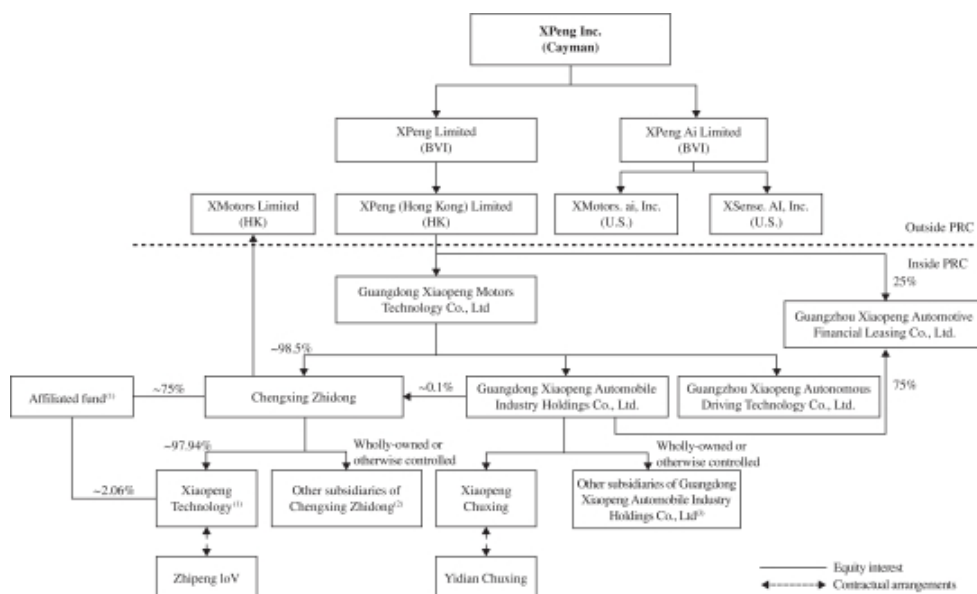 XPeng Inc.
(Cayman)
XPeng Limited
(BVI)
XPeng Ai Limited
(BVI)
XMotors Limited
(HK)
XPeng (Hong Kong) Limited
(HK)
XMotors. ai, Inc.
(U.S.)
XSense. AI, Inc.
(U.S.)
Outside PRC
Inside PRC
25%
Guangdong Xiaopeng Motors
Technology Co., Ltd
Guangzhou Xiaopeng Automotive
Financial Leasing Co., Ltd.
~98.5%
75%
Affiliated fund(1)
~75%
Chengxing Zhidong
~0.1%
Guangdong Xiaopeng Automobile
Industry Holdings Co., Ltd.
Guangzhou Xiaopeng Autonomous
Driving Technology Co., Ltd.
~97.94%
Wholly-owned or
otherwise controlled
Wholly-owned or
otherwise controlled
~2.06%
Xiaopeng
Technology(1)
Other subsidiaries of
Chengxing Zhidong(2)
Xiaopeng
Chuxing
Other subsidiaries of Guangdong
Xiaopeng Automobile Industry
Holdings Co., Ltd(3)
Zhipeng IoV
Yidian Chuxing
Equity interest
Contractual arrangements